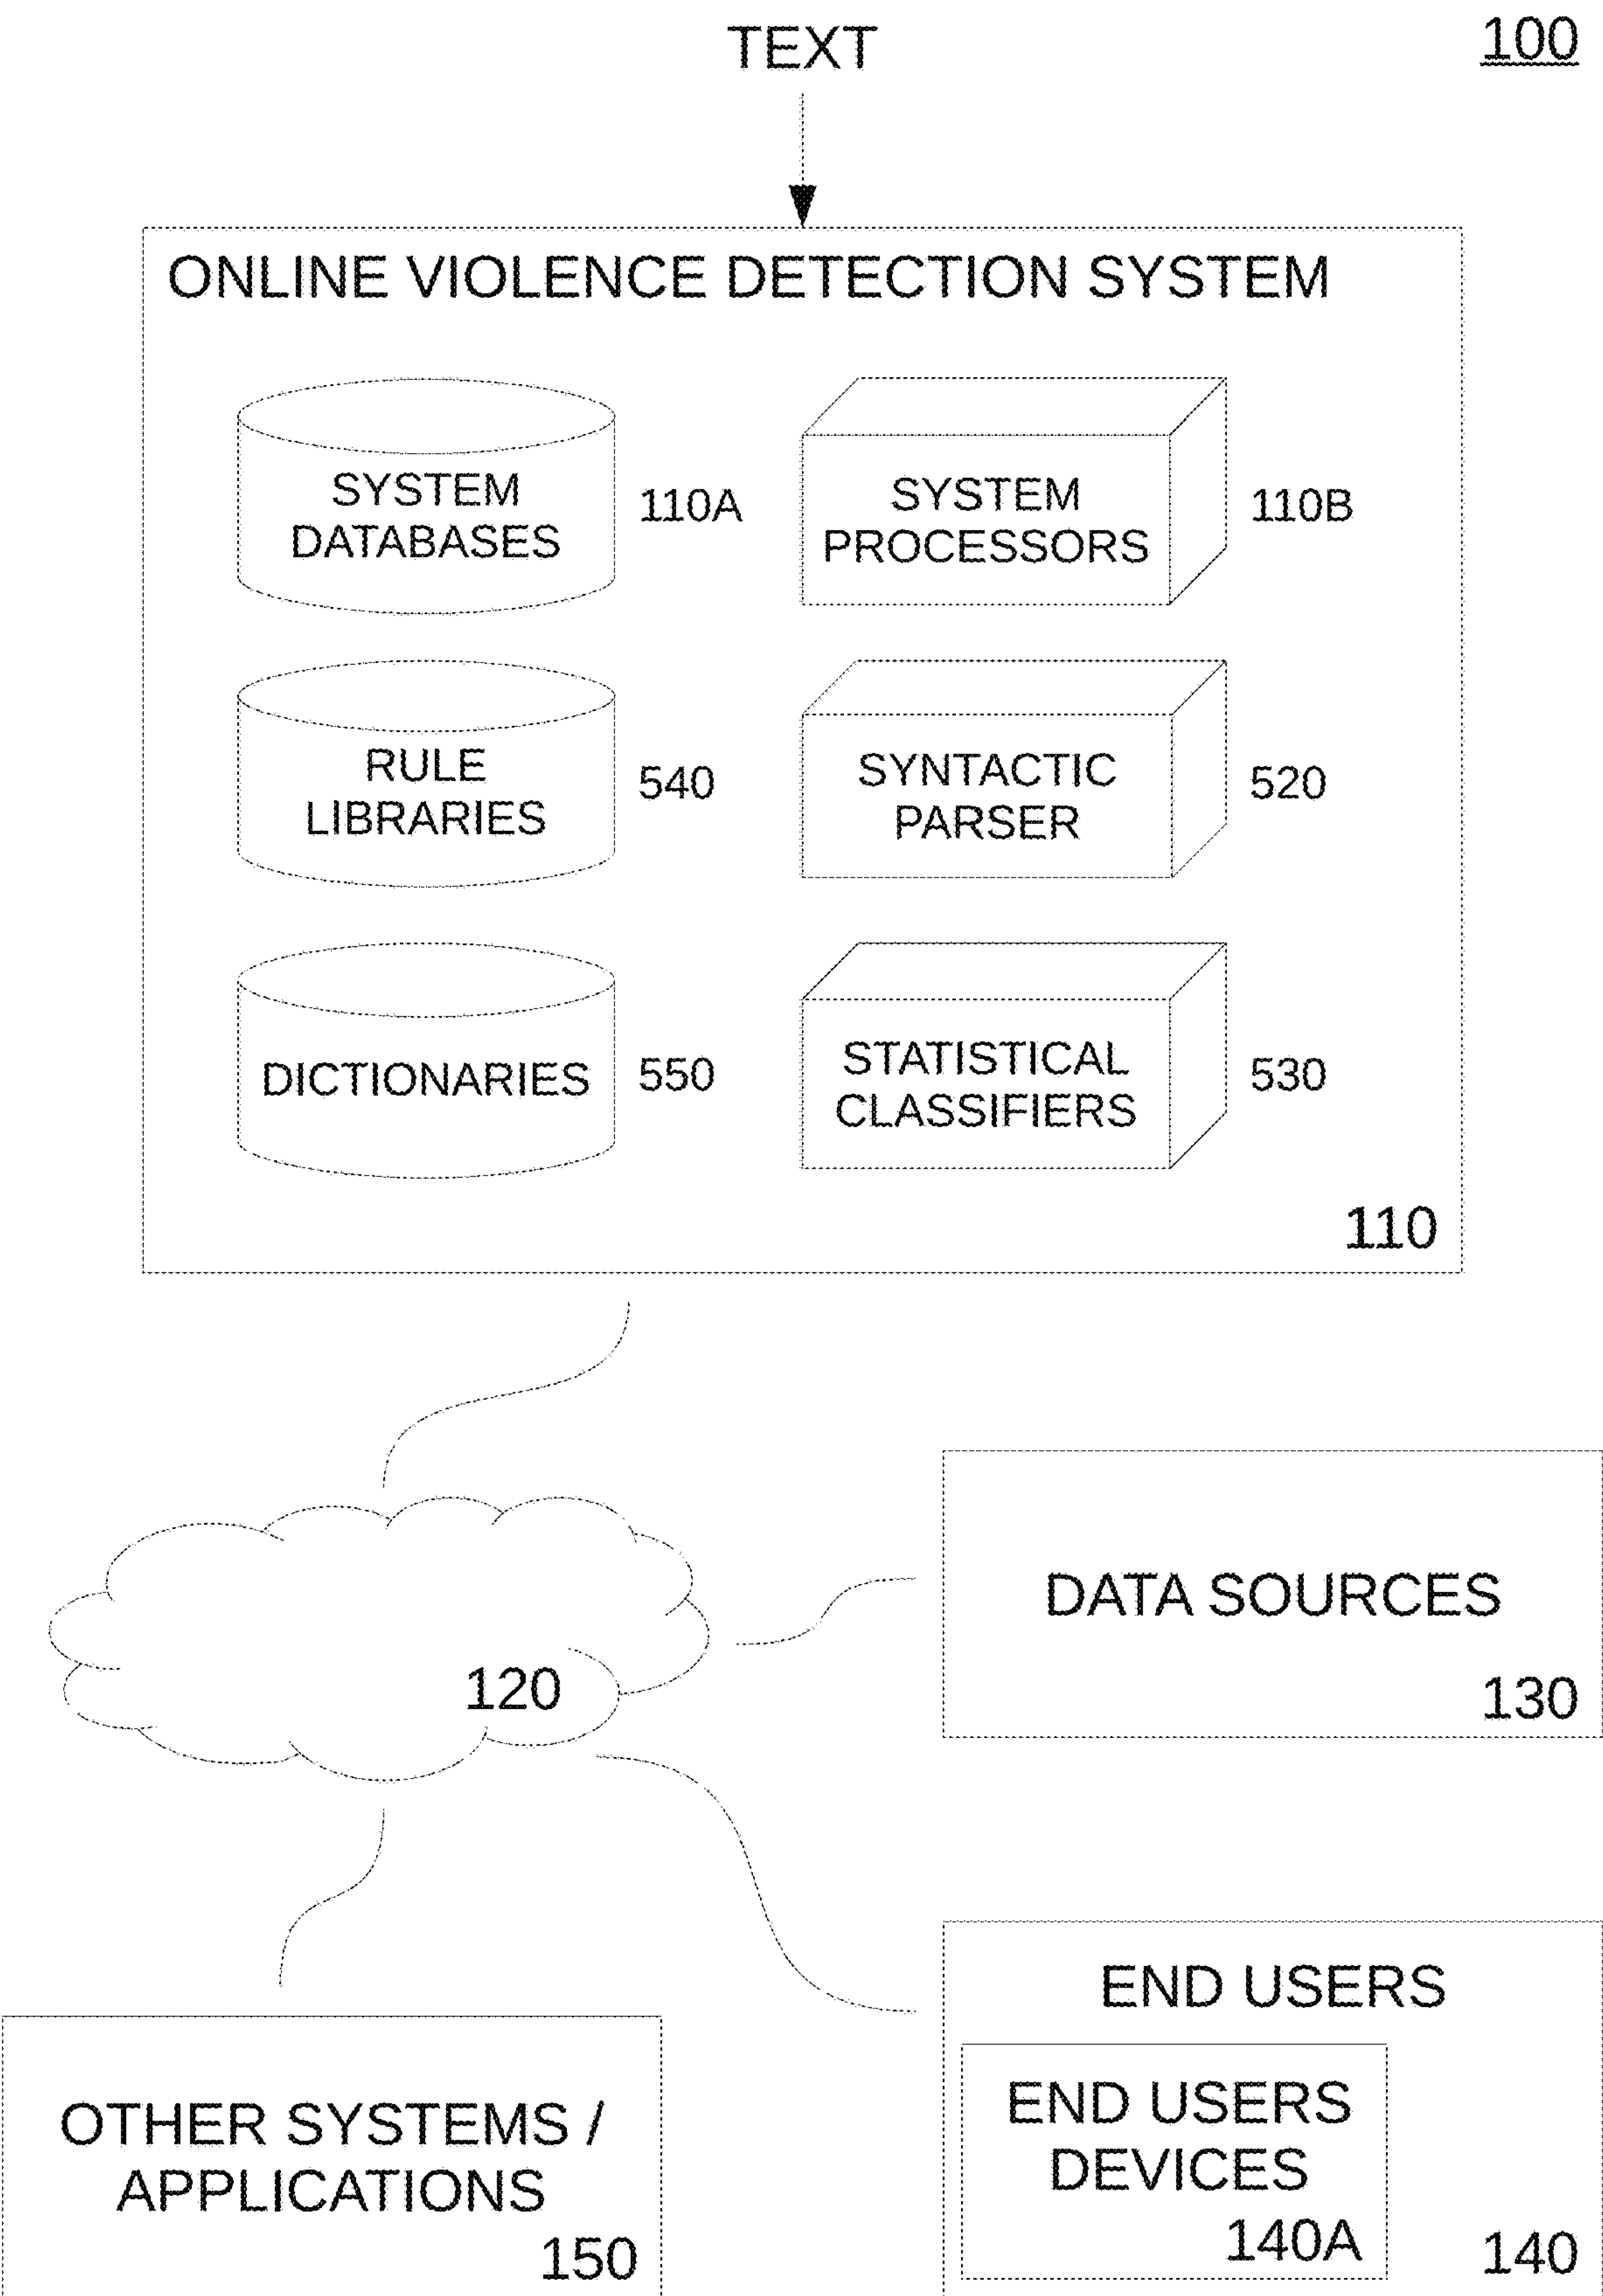 TEXT
100
ONLINE VIOLENCE DETECTION SYSTEM
SYSTEM
DATABASES
110A
SYSTEM
PROCESSORS
110B
RULE
LIBRARIES
540
SYNTACTIC
PARSER
520
DICTIONARIES
550
STATISTICAL
CLASSIFIERS
530
110
120
DATA SOURCES
130
END USERS
END USERS
DEVICES
140A
140
OTHER SYSTEMS /
APPLICATIONS
150